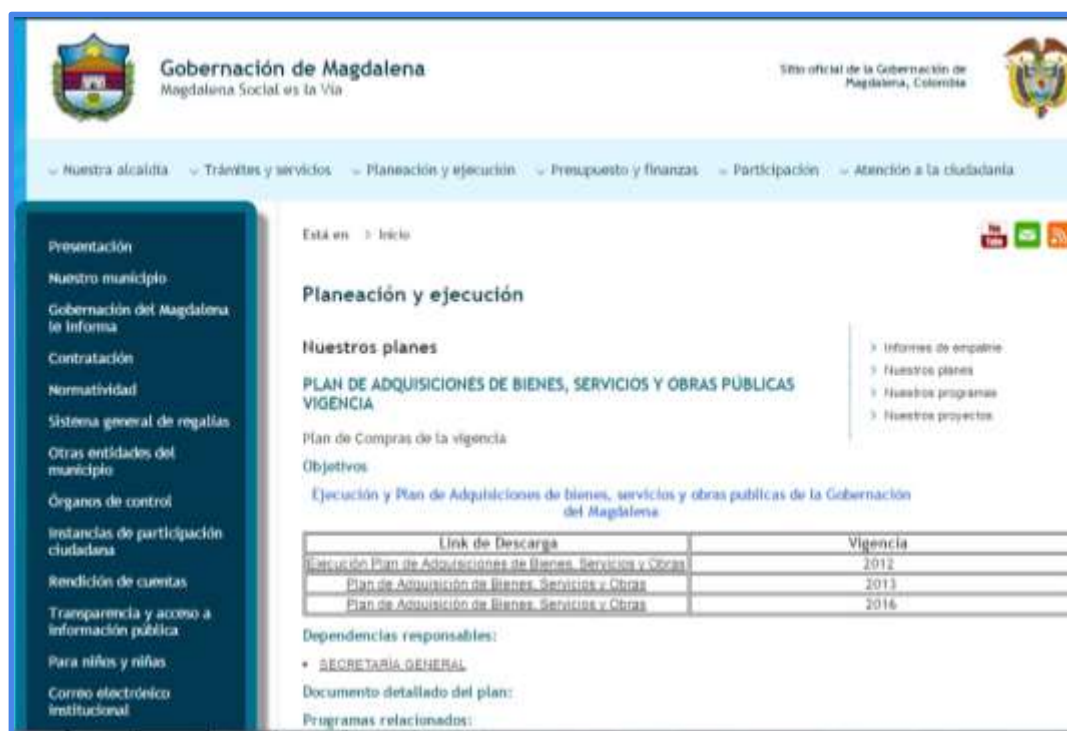 Gobernación de Magdalena
Magdalena Social es la Vía
Sitio oficial de la Gobernación de
Magdalena, Colombia
Nuestra alcaldía
Trámites y servicios
Planeación y ejecución
Presupuesto y finanzas
Participación
Atención a la ciudadanía
Presentación
Nuestro municipio
Gobernación del Magdalena
le informa
Contratación
Normatividad
Sistema general de regalías
Otras entidades del
municipio
Órganos de control
Instancias de participación
ciudadana
Rendición de cuentas
Transparencia y acceso a
información pública
Para niños y niñas
Correo electrónico
institucional
Está en > Inicio
You
Tube
Planeación y ejecución
Nuestros planes
PLAN DE ADQUISICIONES DE BIENES, SERVICIOS Y OBRAS PÚBLICAS
VIGENCIA
Plan de Compras de la vigencia
Objetivos
Ejecución y Plan de Adquisiciones de bienes, servicios y obras publicas de la Gobernación
del Magdalena
Link de Descarga Vigencia
Ejecución Plan de Adquisiciones de Bienes, Servicios y Obras 2012
Plan de Adquisición de Bienes, Servicios y Obras 2013
Plan de Adquisición de Bienes, Servicios y Obras 2016
Dependencias responsables:
• SECRETARÍA GENERAL
Documento detallado del plan:
Programas relacionados:
> Informes de empalme
> Nuestros planes
> Nuestros programas
> Nuestros proyectos